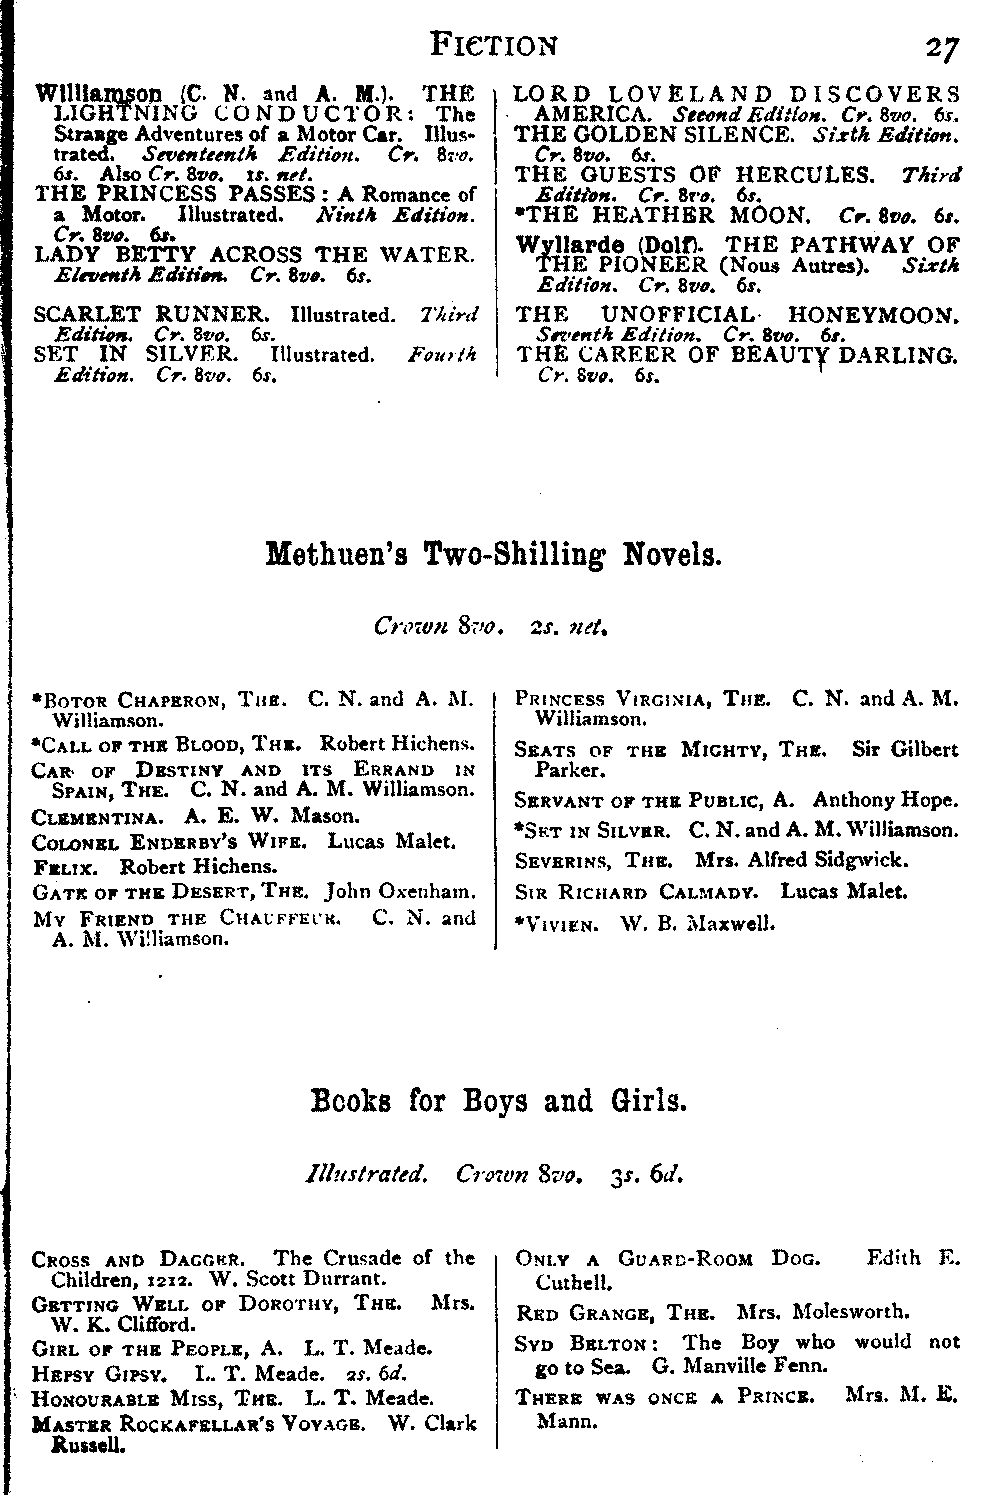 FICTION
27
Williamson (C. N. and A. M.). THE
LIGHTNING CONDUCTOR: The
Strange Adventures of a Motor Car. Illus-
trated. Seventeenth Edition. Cr. 8vo.
6s. Also Cr. 8vo. 1s. net.
THE PRINCESS PASSES: A Romance of
a Motor. Illustrated. Ninth Edition.
Cr. 8vo. 6s.
LADY BETTY ACROSS THE WATER.
Eleventh Edition. Cr. 8vo. 6s.
SCARLET RUNNER. Illustrated. Third
Edition. Cr. 8vo. 6s.
SET IN SILVER. Illustrated. Fourth
Edition. Cr. 8vo. 6s.
LORD LOVELAND DISCOVERS
AMERICA. Second Edition. Cr. 8vo. 6s.
THE GOLDEN SILENCE. Sixth Edition.
Cr. 8vo. 6s.
THE GUESTS OF HERCULES. Third
Edition. Cr. 8vo. 6s.
*THE HEATHER MOON. Cr. 8vo. 6s.
Wyllarde (Dolf). THE PATHWAY OF
THE PIONEER (Nous Autres). Sixth
Edition. Cr. 8vo. 6s.
THE UNOFFICIAL HONEYMOON.
Seventh Edition. Cr. 8vo. 6s.
THE CAREER OF BEAUTY DARLING.
Cr. 8vo. 6s.
Methuen's Two-Shilling Novels.
Crown 8vo. 2s. net.
*BOTOR CHAPERON, THE. C. N. and A. M.
Williamson.
*CALL OF THE BLOOD, THE. Robert Hichens.
CAR OF DESTINY AND ITS ERRAND IN
SPAIN, THE. C. N. and A. M. Williamson.
CLEMENTINA. A. E. W. Mason.
COLONEL ENDERBY'S WIFE. Lucas Malet.
FELIX. Robert Hichens.
GATE OF THE DESERT, THE. John Oxenham.
MY FRIEND THE CHAUFFEUR. C. N. and
A. M. Williamson.
PRINCESS VIRGINIA, THE. C. N. and A. M.
Williamson.
SEATS OF THE MIGHTY, THE. Sir Gilbert
Parker.
SERVANT OF THE PUBLIC, A. Anthony Hope.
*SET IN SILVER. C. N. and A. M. Williamson.
SEVERINS, THE. Mrs. Alfred Sidgwick.
SIR RICHARD CALMADY. Lucas Malet.
*VIVIEN. W. B. Maxwell.
Books for Boys and Girls.
Illustrated. Crown 8vo. 3s. 6d.
CROSS AND DAGGER. The Crusade of the
Children, 1212. W. Scott Durrant.
GETTING WELL OF DOROTHY, THE. Mrs.
W. K. Clifford.
GIRL OF THE PEOPLE, A. L. T. Meade.
HEPSY GIPSY. L. T. Meade. 2s. 6d.
HONOURABLE MISS, THE. L. T. Meade.
MASTER ROCKAFELLAR'S VOYAGE. W. Clark
Russell.
ONLY A GUARD-ROOM DOG. Edith E.
Cuthell.
RED GRANGE, THE. Mrs. Molesworth.
SYD BELTON: The Boy who would not
go to Sea. G. Manville Fenn.
THERE WAS ONCE A PRINCE. Mrs. M. E.
Mann.